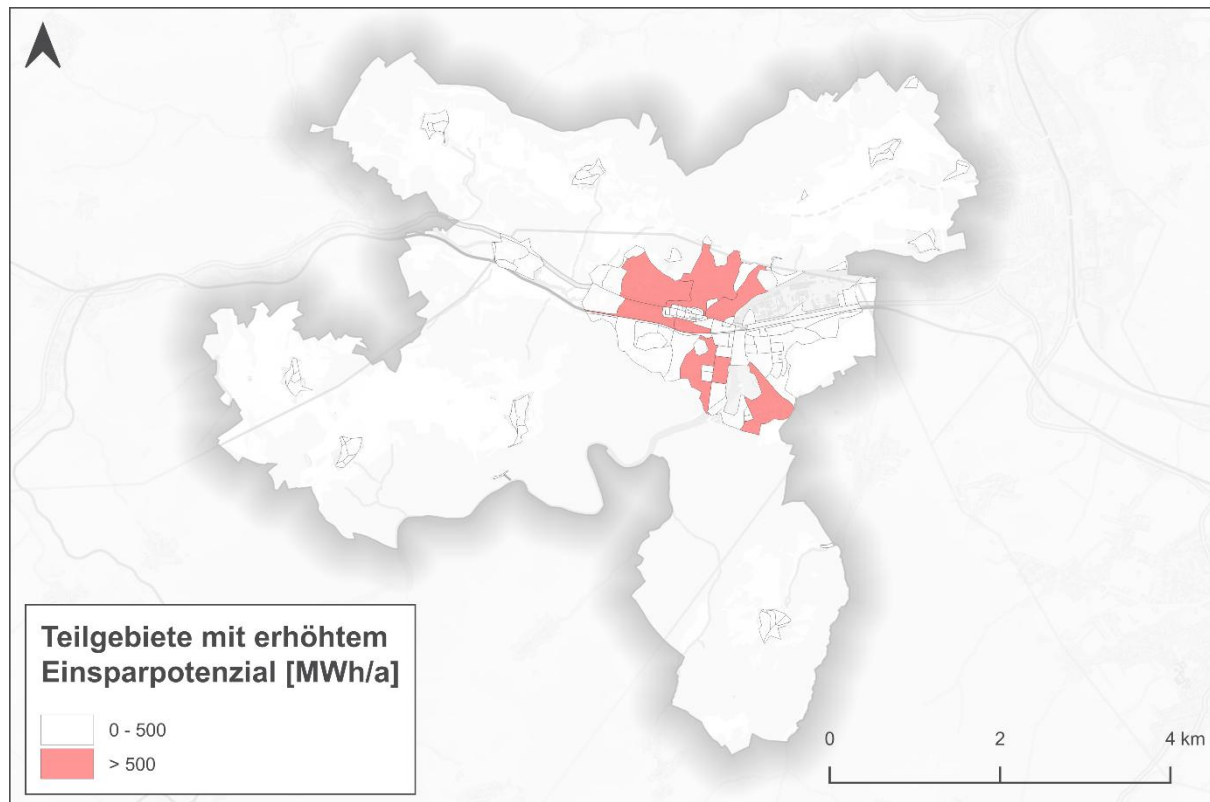 Teilgebiete mit erhöhtem
Einsparpotenzial [MWh/a]
0 - 500
> 500
0 2 4 km